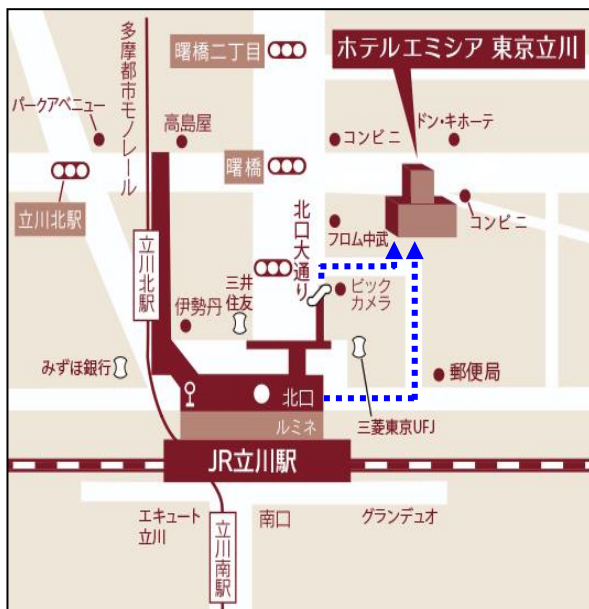 多摩都市モノレール
曙橋二丁目
ホテルエミシア 東京立川
パークアベニュー
高島屋
コンビニ
ドン・キホーテ
曙橋
立川北駅
コンビニ
北口大通り
フロム中武
立川北駅
三井
住友
伊勢丹
ビック
カメラ
みずほ銀行
郵便局
北口
三菱東京UFJ
ルミネ
JR立川駅
エキュート
立川
南口
グランデュオ
立川南駅